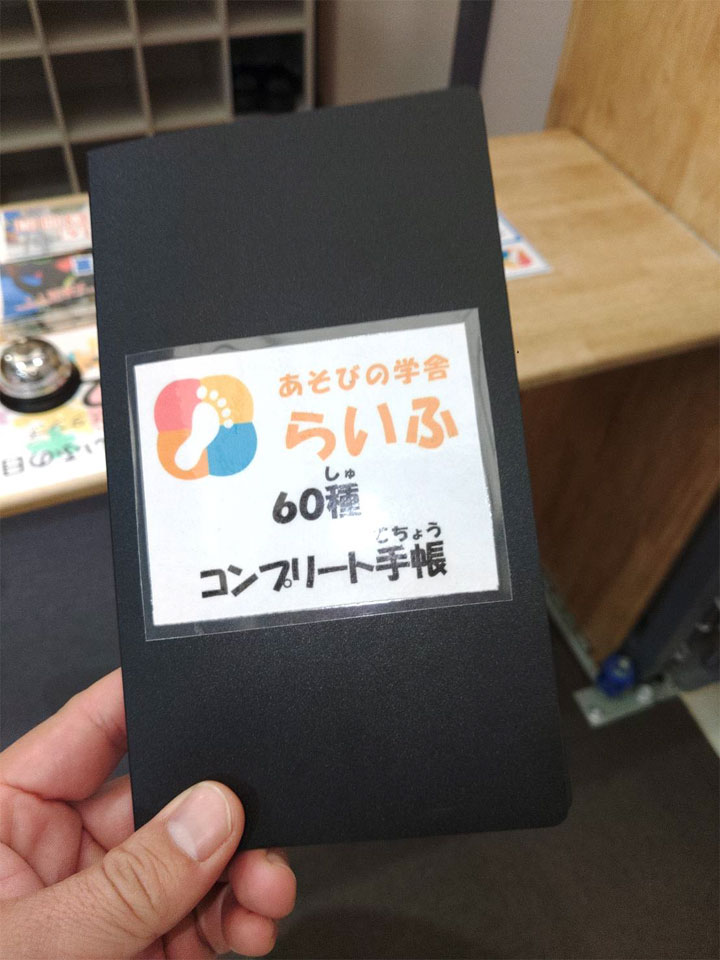 あそびの学舎
らいふ
しゅ
60種
てちょう
コンプリート手帳